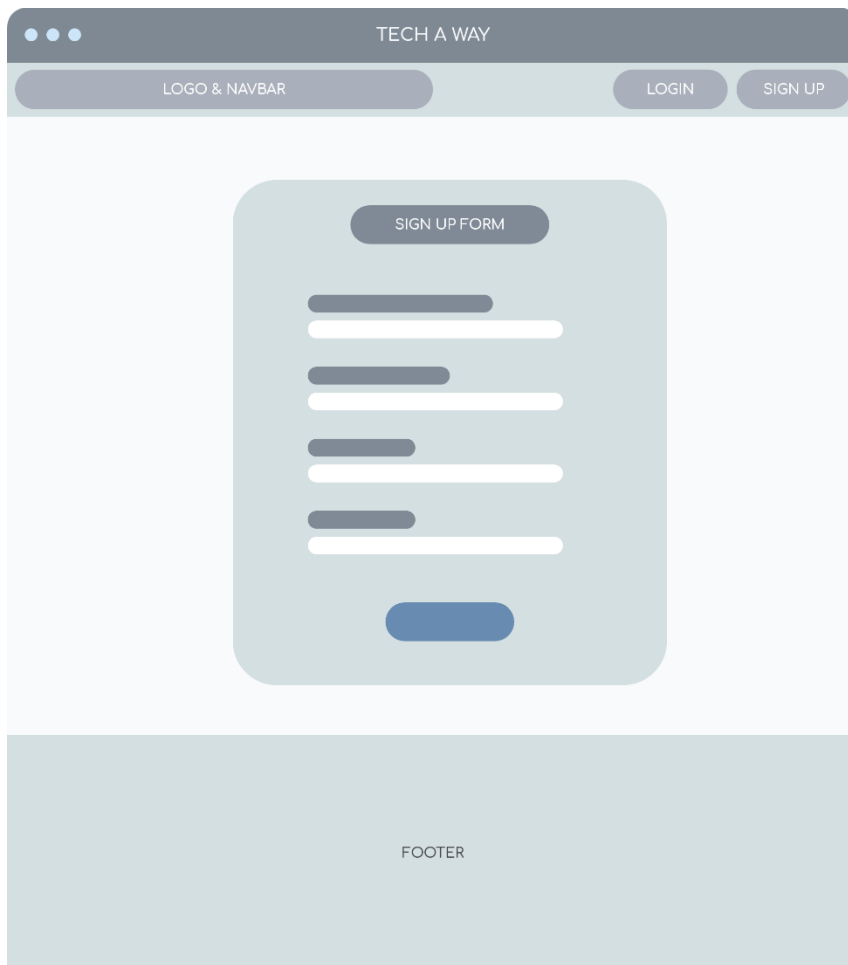 TECH A WAY
LOGO & NAVBAR
LOGIN
SIGN UP
SIGN UP FORM
FOOTER